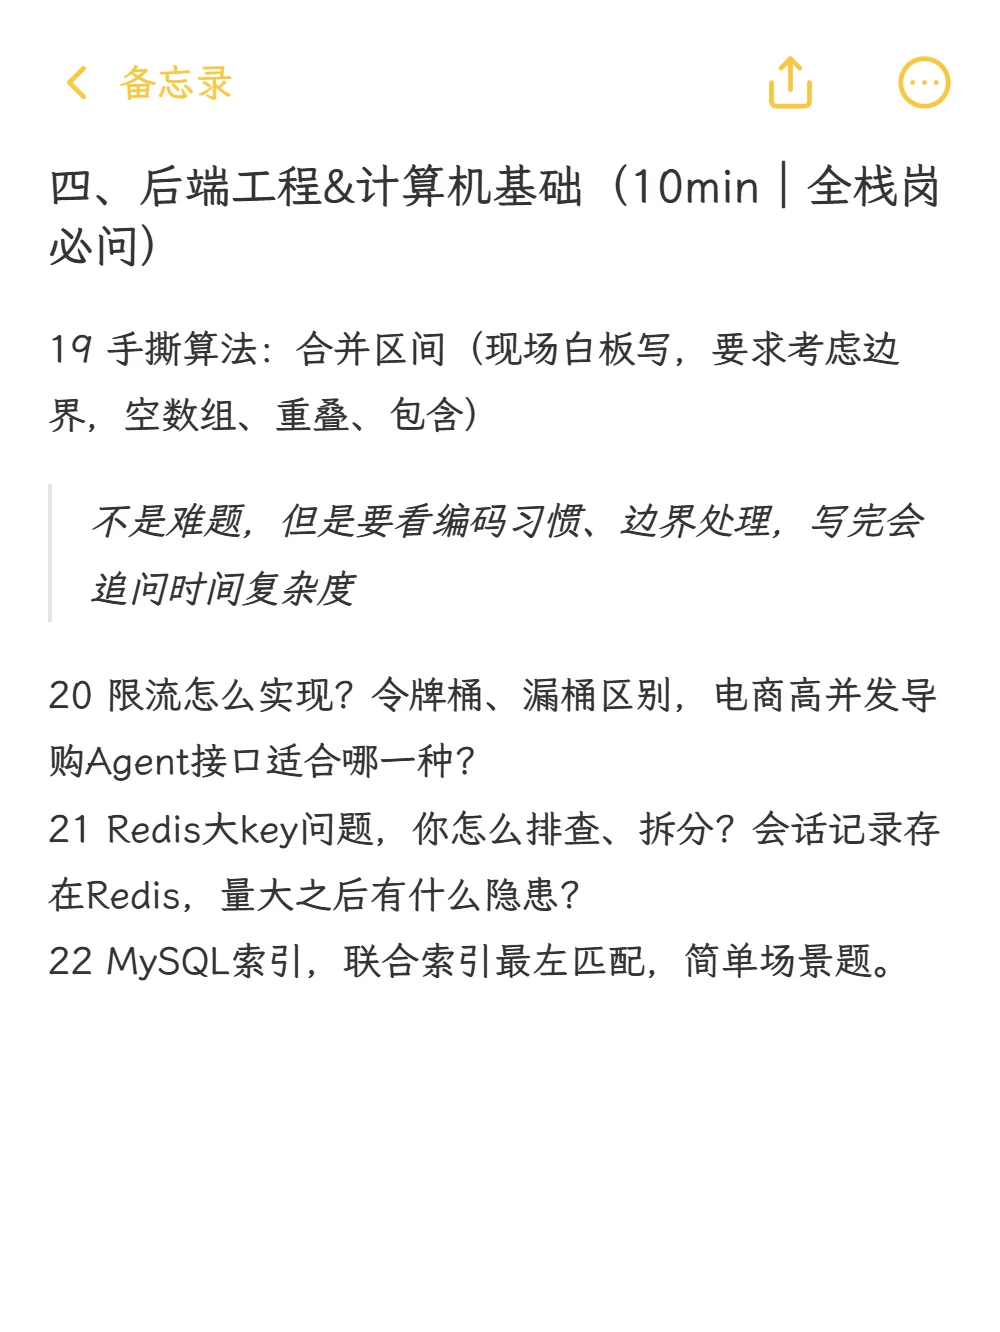 备忘录
四、后端工程&计算机基础（10min｜全栈岗
必问）
19 手撕算法：合并区间（现场白板写，要求考虑边
界，空数组、重叠、包含）
不是难题，但是要看编码习惯、边界处理，写完会
追问时间复杂度
20 限流怎么实现？令牌桶、漏桶区别，电商高并发导
购Agent接口适合哪一种？
21 Redis大key问题，你怎么排查、拆分？会话记录存
在Redis，量大之后有什么隐患？
22 MySQL索引，联合索引最左匹配，简单场景题。